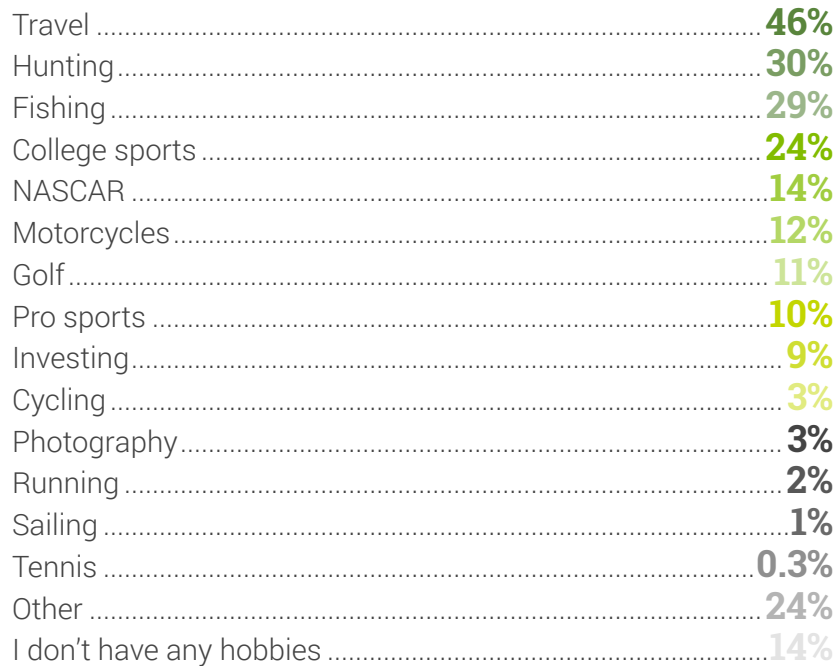 Travel 46%
Hunting 30%
Fishing 29%
College sports 24%
NASCAR 14%
Motorcycles 12%
Golf 11%
Pro sports 10%
Investing 9%
Cycling 3%
Photography 3%
Running 2%
Sailing 1%
Tennis 0.3%
Other 24%
I don't have any hobbies 14%